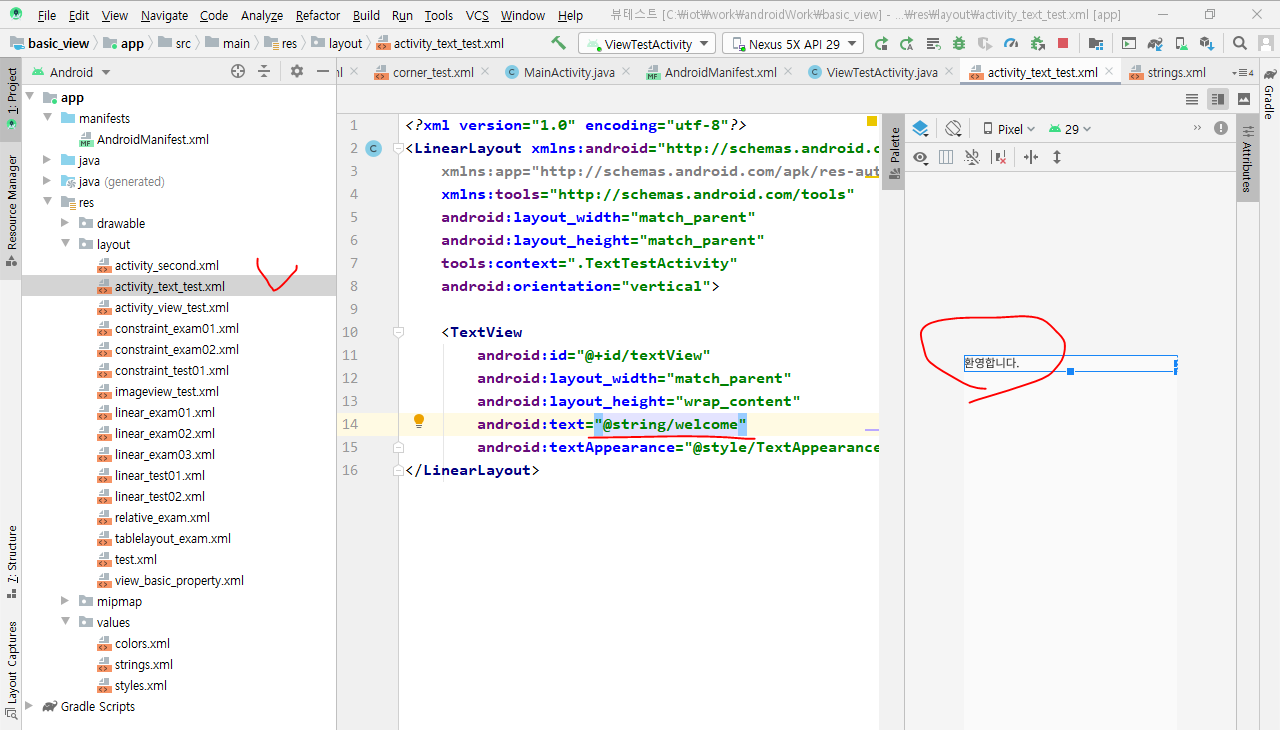 File Edit View Navigate Code Analyze Refactor Build Run Tools VCS Window Help 뷰테스트 [C:₩iot₩work₩androidWork₩basic_view] - ...₩res₩layout₩activity_text_test.xml [app]
basic_view app src main res layout activity_text_test.xml ViewTestActivity Nexus 5X API 29
Android
nl corner_test.xml MainActivity.java AndroidManifest.xml ViewTestActivity.java activity_text_test.xml strings.xml 4
1: Project
Resource Manager
7: Structure
Layout Captures
app
manifests
AndroidManifest.xml
java
java (generated)
res
drawable
layout
activity_second.xml
activity_text_test.xml
activity_view_test.xml
constraint_exam01.xml
constraint_exam02.xml
constraint_test01.xml
imageview_test.xml
linear_exam01.xml
linear_exam02.xml
linear_exam03.xml
linear_test01.xml
linear_test02.xml
relative_exam.xml
tablelayout_exam.xml
test.xml
view_basic_property.xml
mipmap
values
colors.xml
strings.xml
styles.xml
Gradle Scripts
1 <?xml version="1.0" encoding="utf-8"?>
2 C <LinearLayout xmlns:android="http://schemas.android.c
3 xmlns:app="http://schemas.android.com/apk/res-aut
4 xmlns:tools="http://schemas.android.com/tools"
5 android:layout_width="match_parent"
6 android:layout_height="match_parent"
7 tools:context=".TextTestActivity"
8 android:orientation="vertical">
9
10 <TextView
11 android:id="@+id/textView"
12 android:layout_width="match_parent"
13 android:layout_height="wrap_content"
14 android:text="@string/welcome"
15 android:textAppearance="@style/TextAppearance
16 </LinearLayout>
Palette
Pixel 29 »
환영합니다.
Attributes
Gradle